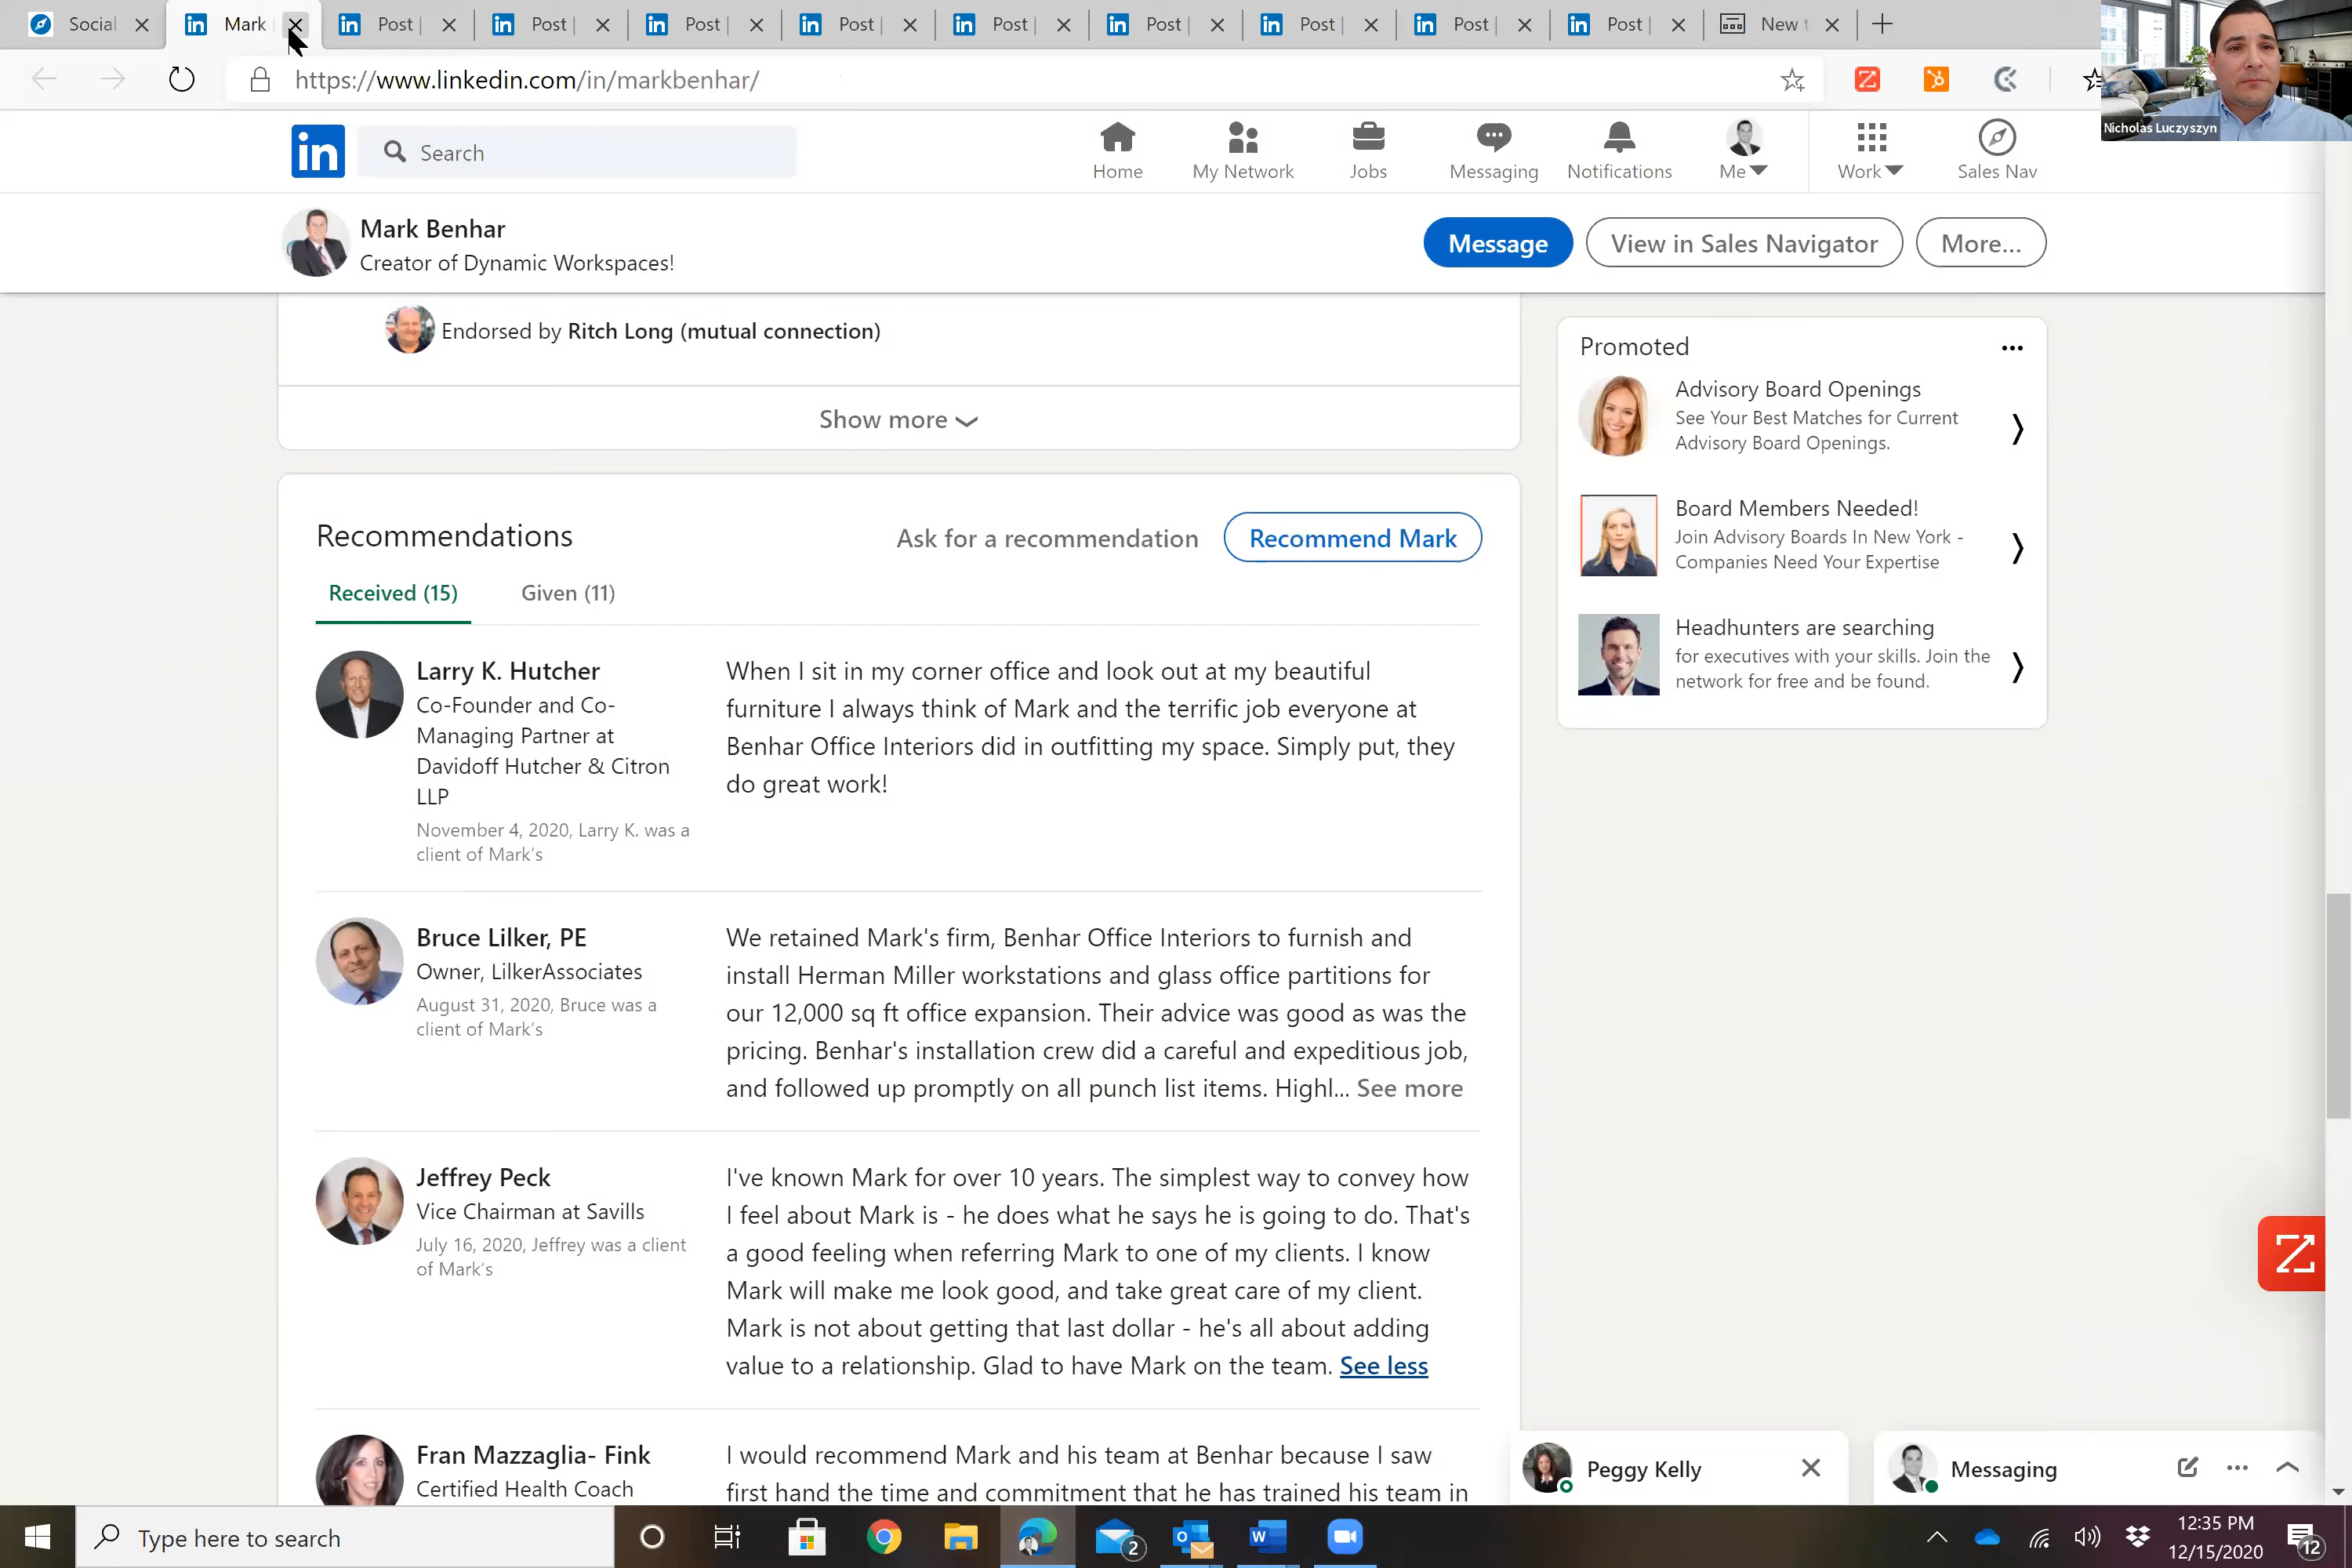 Social
Mark
Post
Post
Post
Post
Post
Post
Post
Post
Post
New t
https://www.linkedin.com/in/markbenhar/
Nicholas Luczyszyn
in
Search
Home
My Network
Jobs
Messaging
Notifications
Me
Work
Sales Nav
Mark Benhar
Creator of Dynamic Workspaces!
Message
View in Sales Navigator
More...
Endorsed by Ritch Long (mutual connection)
Show more
Promoted
Advisory Board Openings
See Your Best Matches for Current
Advisory Board Openings.
Board Members Needed!
Join Advisory Boards In New York -
Companies Need Your Expertise
Headhunters are searching
for executives with your skills. Join the
network for free and be found.
Recommendations
Ask for a recommendation
Recommend Mark
Received (15)
Given (11)
Larry K. Hutcher
Co-Founder and Co-
Managing Partner at
Davidoff Hutcher & Citron
LLP
November 4, 2020, Larry K. was a
client of Mark's
When I sit in my corner office and look out at my beautiful
furniture I always think of Mark and the terrific job everyone at
Benhar Office Interiors did in outfitting my space. Simply put, they
do great work!
Bruce Lilker, PE
Owner, LilkerAssociates
August 31, 2020, Bruce was a
client of Mark's
We retained Mark's firm, Benhar Office Interiors to furnish and
install Herman Miller workstations and glass office partitions for
our 12,000 sq ft office expansion. Their advice was good as was the
pricing. Benhar's installation crew did a careful and expeditious job,
and followed up promptly on all punch list items. Highl... See more
Jeffrey Peck
Vice Chairman at Savills
July 16, 2020, Jeffrey was a client
of Mark's
I've known Mark for over 10 years. The simplest way to convey how
I feel about Mark is - he does what he says he is going to do. That's
a good feeling when referring Mark to one of my clients. I know
Mark will make me look good, and take great care of my client.
Mark is not about getting that last dollar - he's all about adding
value to a relationship. Glad to have Mark on the team. See less
Fran Mazzaglia- Fink
Certified Health Coach
I would recommend Mark and his team at Benhar because I saw
first hand the time and commitment that he has trained his team in
Peggy Kelly
Messaging
Type here to search
2
12:35 PM
12/15/2020
12